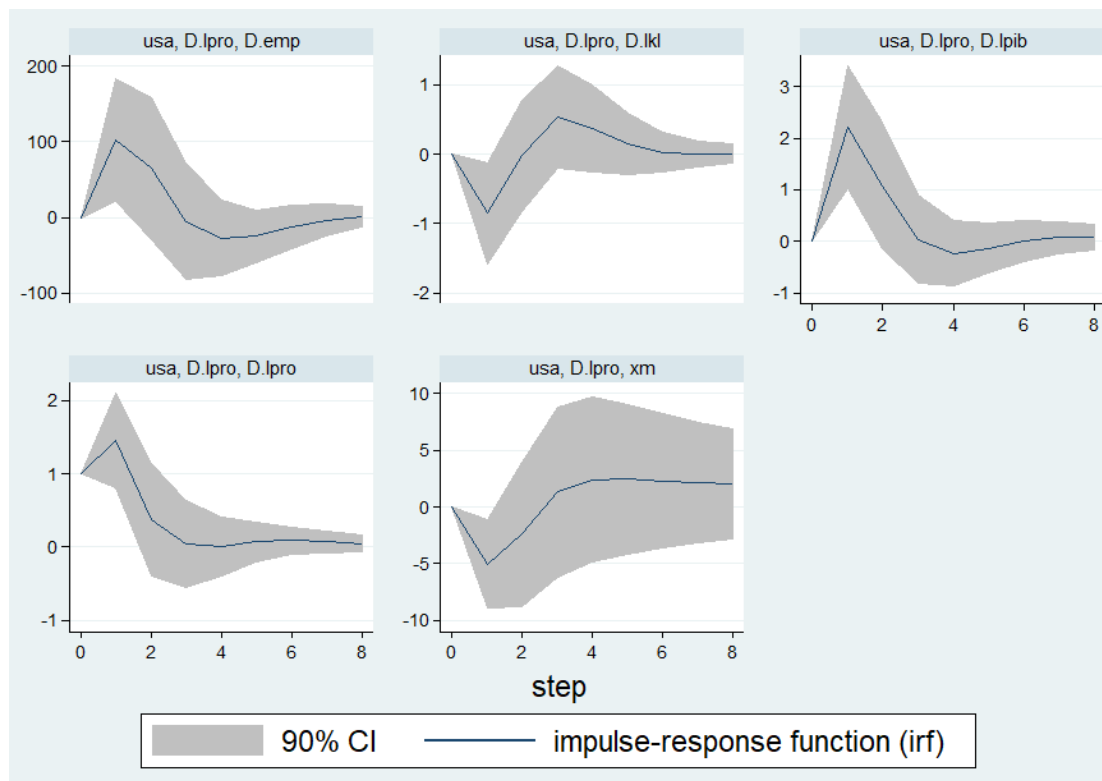 usa, D.lpro, D.emp
200
100
0
-100
usa, D.lpro, D.lkl
1
0
-1
-2
usa, D.lpro, D.lpib
3
2
1
0
-1
0 2 4 6 8
usa, D.lpro, D.lpro
2
1
0
-1
0 2 4 6 8
usa, D.lpro, xm
10
5
0
-5
-10
0 2 4 6 8
step
90% CI impulse-response function (irf)